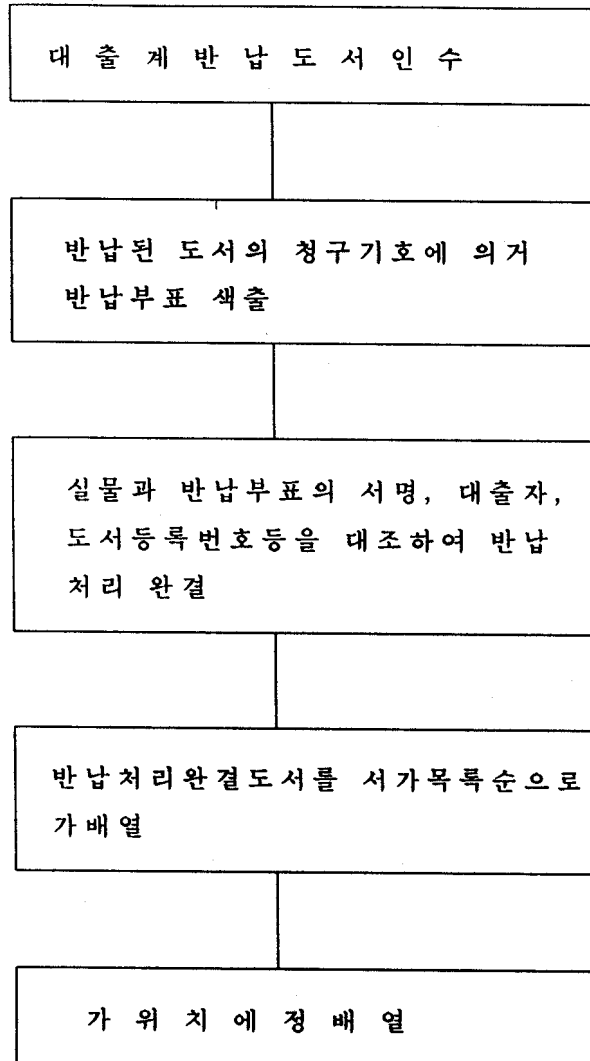 대출계반납도서인수
반납된 도서의 청구기호에 의거
반납부표 색출
실물과 반납부표의 서명, 대출자,
도서등록번호등을 대조하여 반납
처리 완결
반납처리완결도서를 서가목록순으로
가배열
가위치에정배열